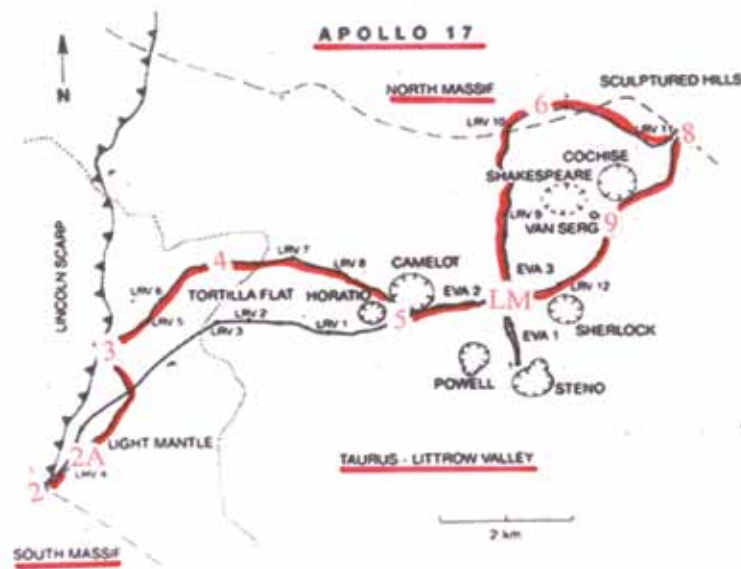 APOLLO 17
NORTH MASSIF
SCULPTURED HILLS
N
6
LRV 10
LRV 11
8
COCHISE
SHAKESPEARE
LRV 9
VAN SERG
9
LINCOLN SCARP
4
LRV 7
LRV 8
CAMELOT
EVA 3
LRV 6
TORTILLA FLAT
HORATIO
EVA 2
LM
LRV 12
LRV 5
LRV 2
5
SHERLOCK
LRV 3
LRV 1
EVA 1
3
POWELL
1
STENO
LIGHT MANTLE
2A
TAURUS - LITTROW VALLEY
LRV 4
2
2 km
SOUTH MASSIF